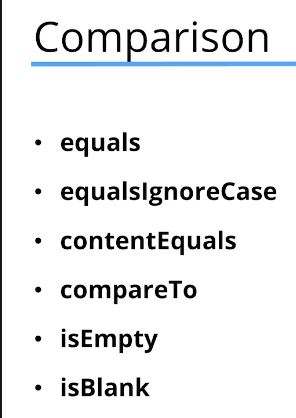 Comparison
• equals
• equalsIgnoreCase
• contentEquals
• compareTo
• isEmpty
• isBlank